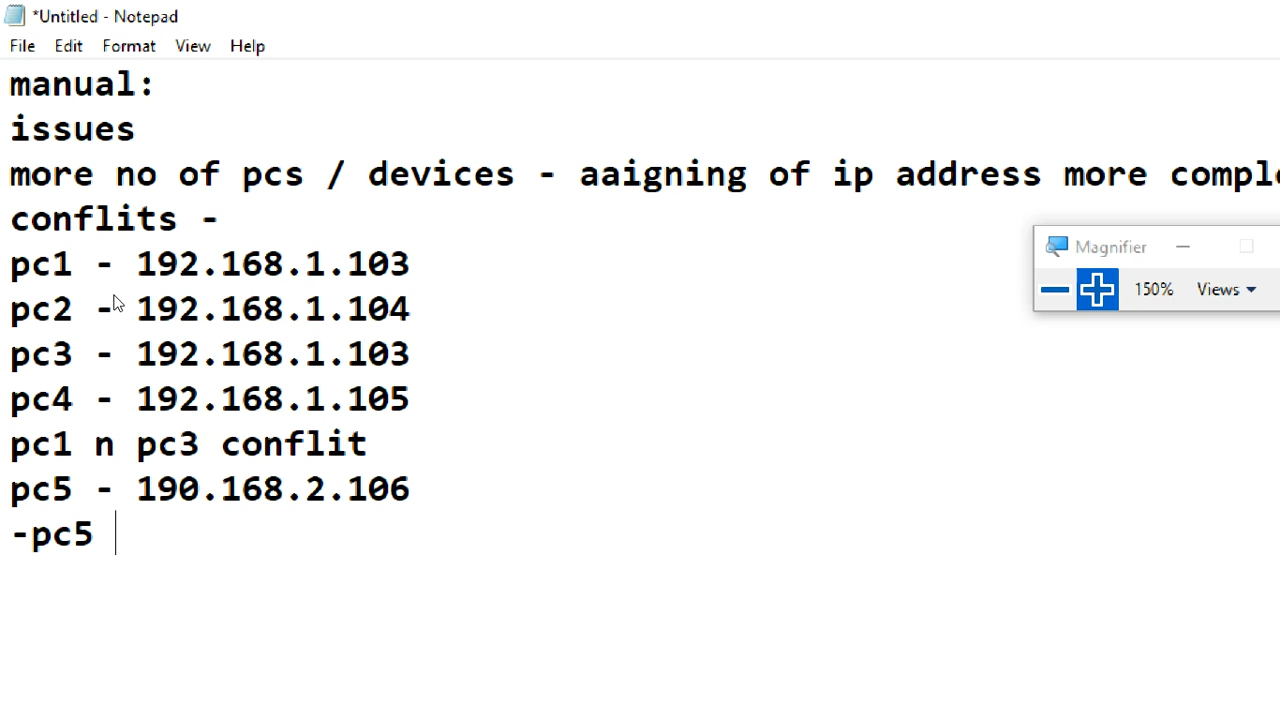 *Untitled - Notepad
File Edit Format View Help
manual:
issues
more no of pcs / devices - aaigning of ip address more
conflits -
pc1 - 192.168.1.103
pc2 - 192.168.1.104
pc3 - 192.168.1.103
pc4 - 192.168.1.105
pc1 n pc3 conflit
pc5 - 190.168.2.106
-pc5
Magnifier
150% Views